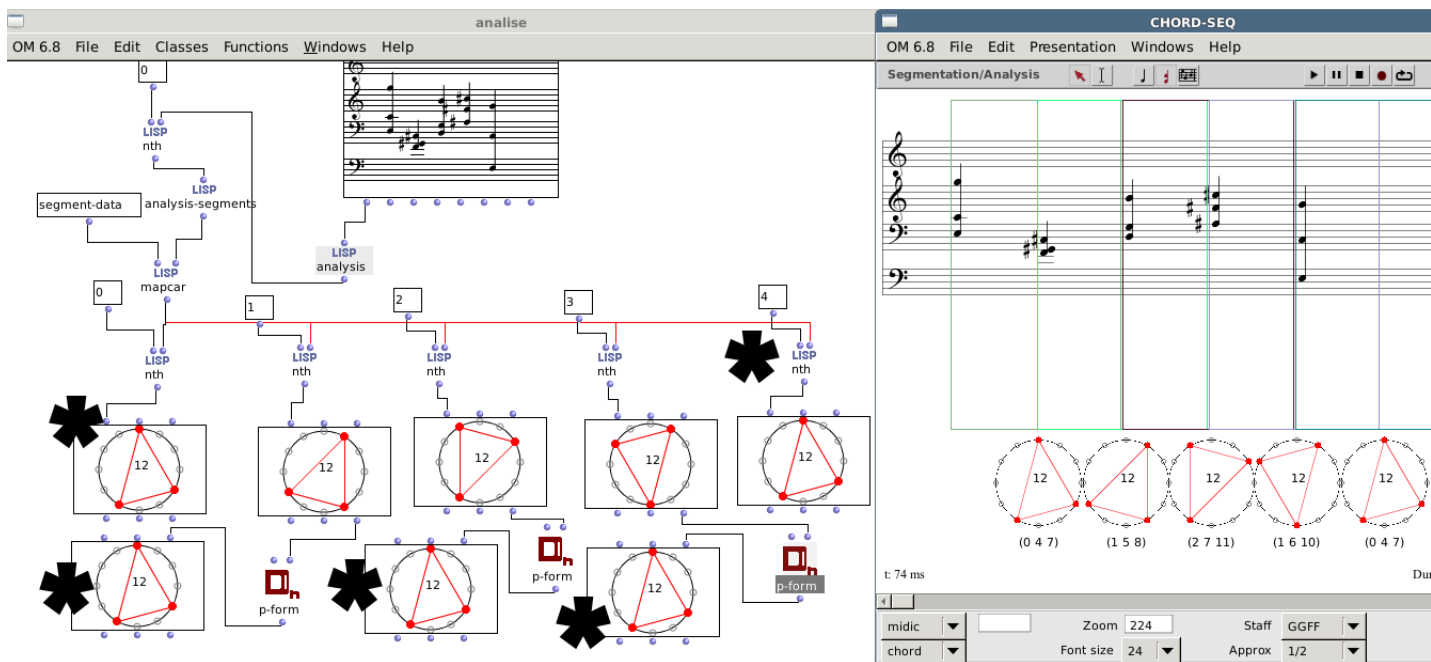 analise
OM 6.8 File Edit Classes Functions Windows Help
0
LISP
nth
LISP
analysis-segments
segment-data
LISP
analysis
LISP
mapcar
0
1
2
3
4
LISP
nth
LISP
nth
LISP
nth
LISP
nth
LISP
nth
12
12
12
12
12
12
p-form
12
p-form
12
p-form
CHORD-SEQ
OM 6.8 File Edit Presentation Windows Help
Segmentation/Analysis
12
12
12
12
12
(0 4 7)
(1 5 8)
(2 7 11)
(1 6 10)
(0 4 7)
t: 74 ms
Dur
midic
Zoom 224
Staff GGFF
chord
Font size 24
Approx 1/2